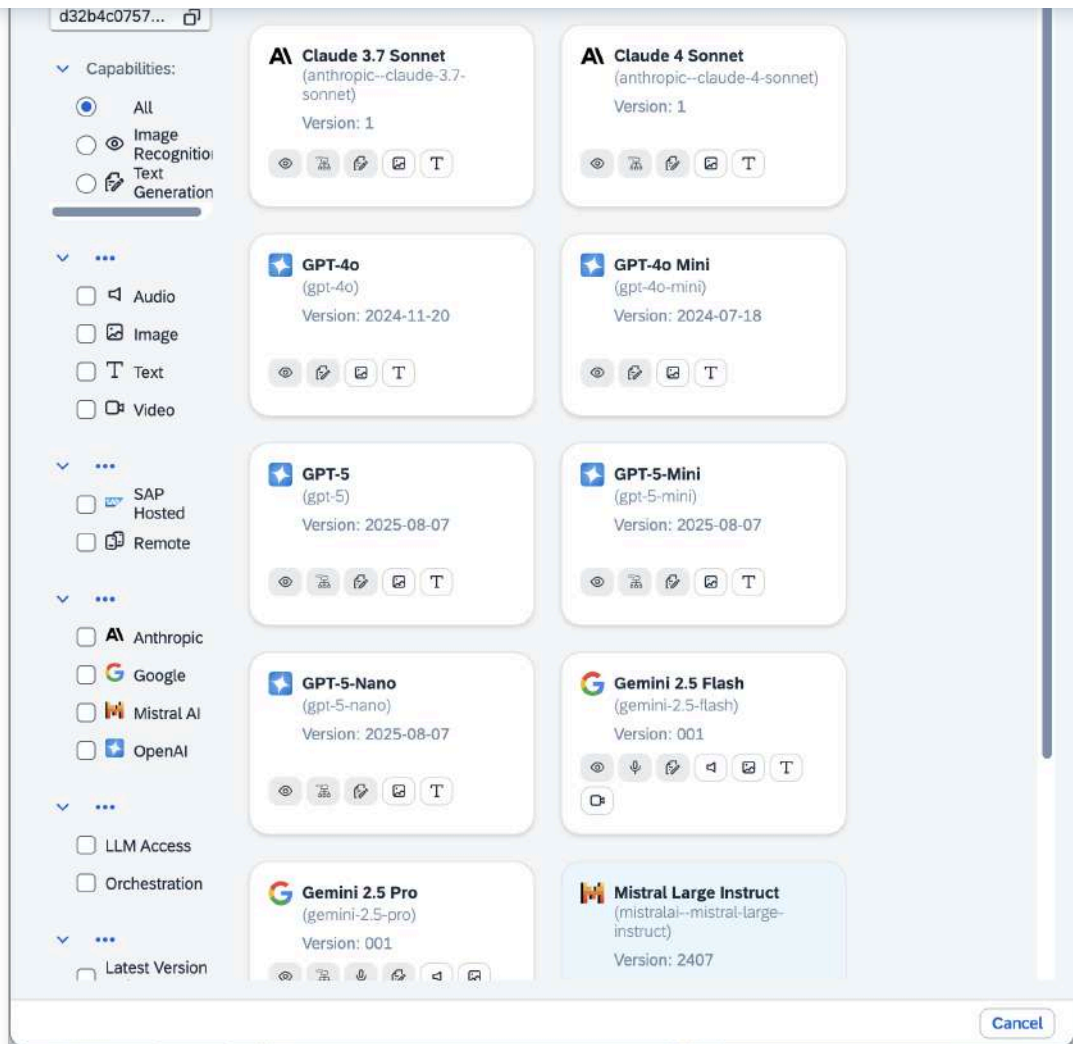 d32b4c0757...
Capabilities:
All
Image
Recognition
Text
Generation
...
Audio
Image
T Text
Video
...
SAP
Hosted
Remote
...
Anthropic
Google
Mistral AI
OpenAI
...
LLM Access
Orchestration
...
Latest Version
Claude 3.7 Sonnet
(anthropic--claude-3.7-
sonnet)
Version: 1
T
Claude 4 Sonnet
(anthropic--claude-4-sonnet)
Version: 1
T
GPT-4o
(gpt-4o)
Version: 2024-11-20
T
GPT-4o Mini
(gpt-4o-mini)
Version: 2024-07-18
T
GPT-5
(gpt-5)
Version: 2025-08-07
T
GPT-5-Mini
(gpt-5-mini)
Version: 2025-08-07
T
GPT-5-Nano
(gpt-5-nano)
Version: 2025-08-07
T
Gemini 2.5 Flash
(gemini-2.5-flash)
Version: 001
T
Gemini 2.5 Pro
(gemini-2.5-pro)
Version: 001
Mistral Large Instruct
(mistralai--mistral-large-
instruct)
Version: 2407
Cancel